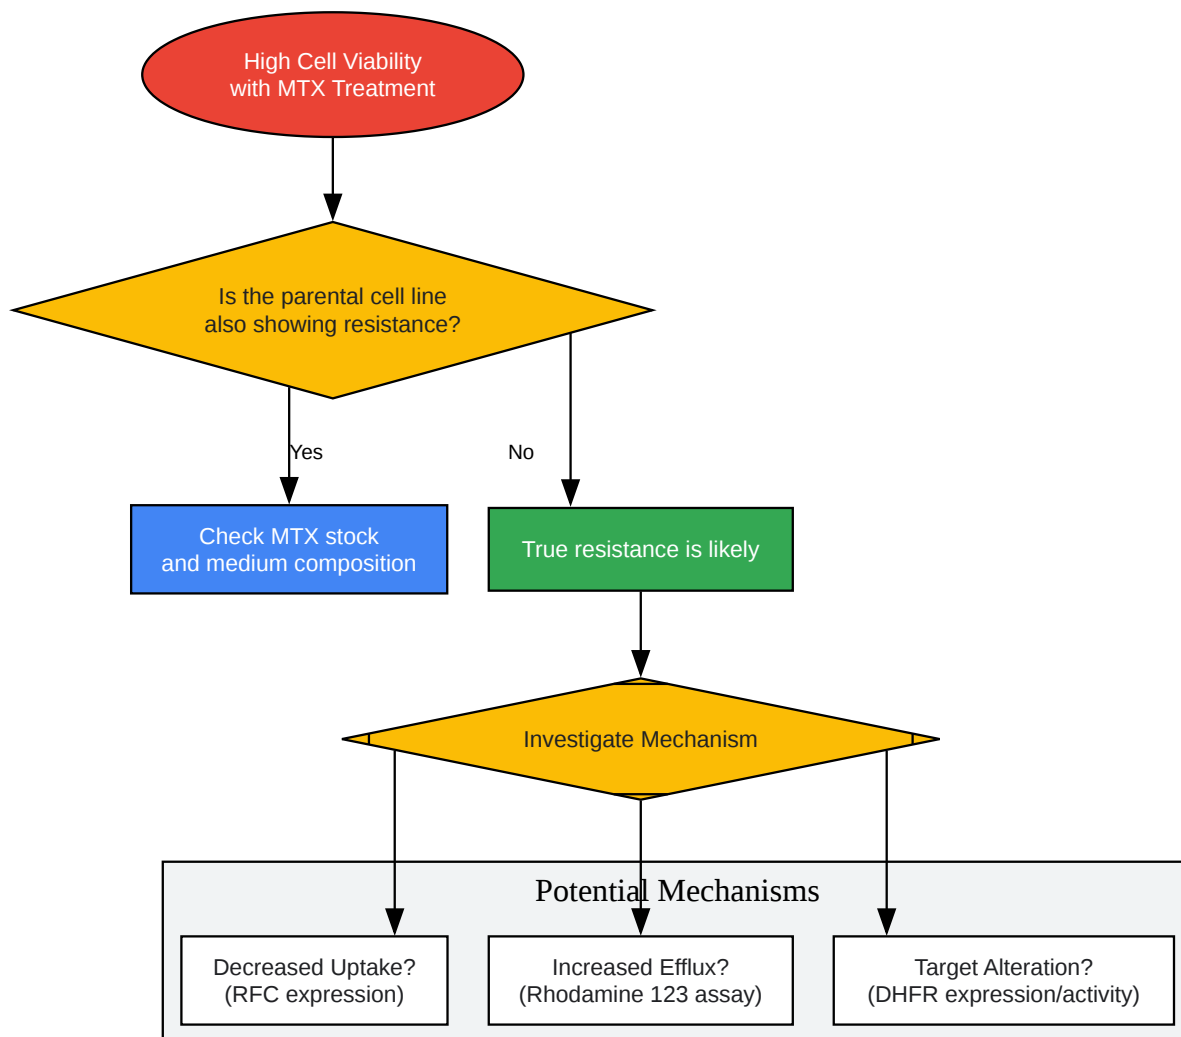 High Cell Viability
with MTX Treatment
Is the parental cell line
also showing resistance?
Yes
No
Check MTX stock
and medium composition
True resistance is likely
Investigate Mechanism
Potential Mechanisms
Decreased Uptake?
(RFC expression)
Increased Efflux?
(Rhodamine 123 assay)
Target Alteration?
(DHFR expression/activity)